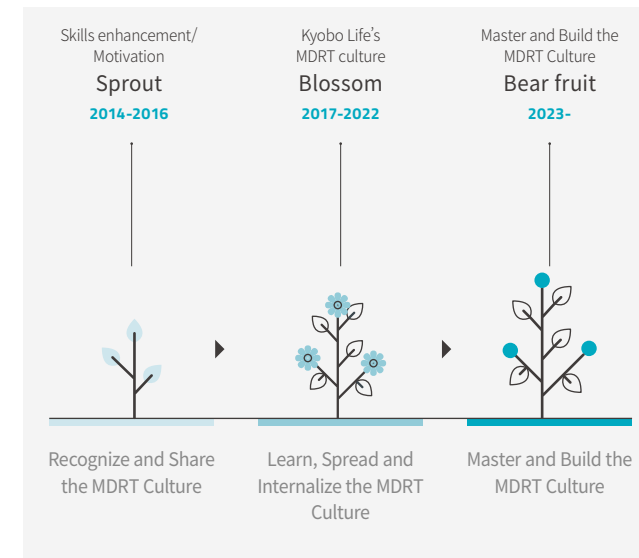 Skills enhancement/
Motivation
Sprout
2014-2016
Kyobo Life’s
MDRT culture
Blossom
2017-2022
Master and Build the
MDRT Culture
Bear fruit
2023-
Recognize and Share
the MDRT Culture
Learn, Spread and
Internalize the MDRT
Culture
Master and Build the
MDRT Culture